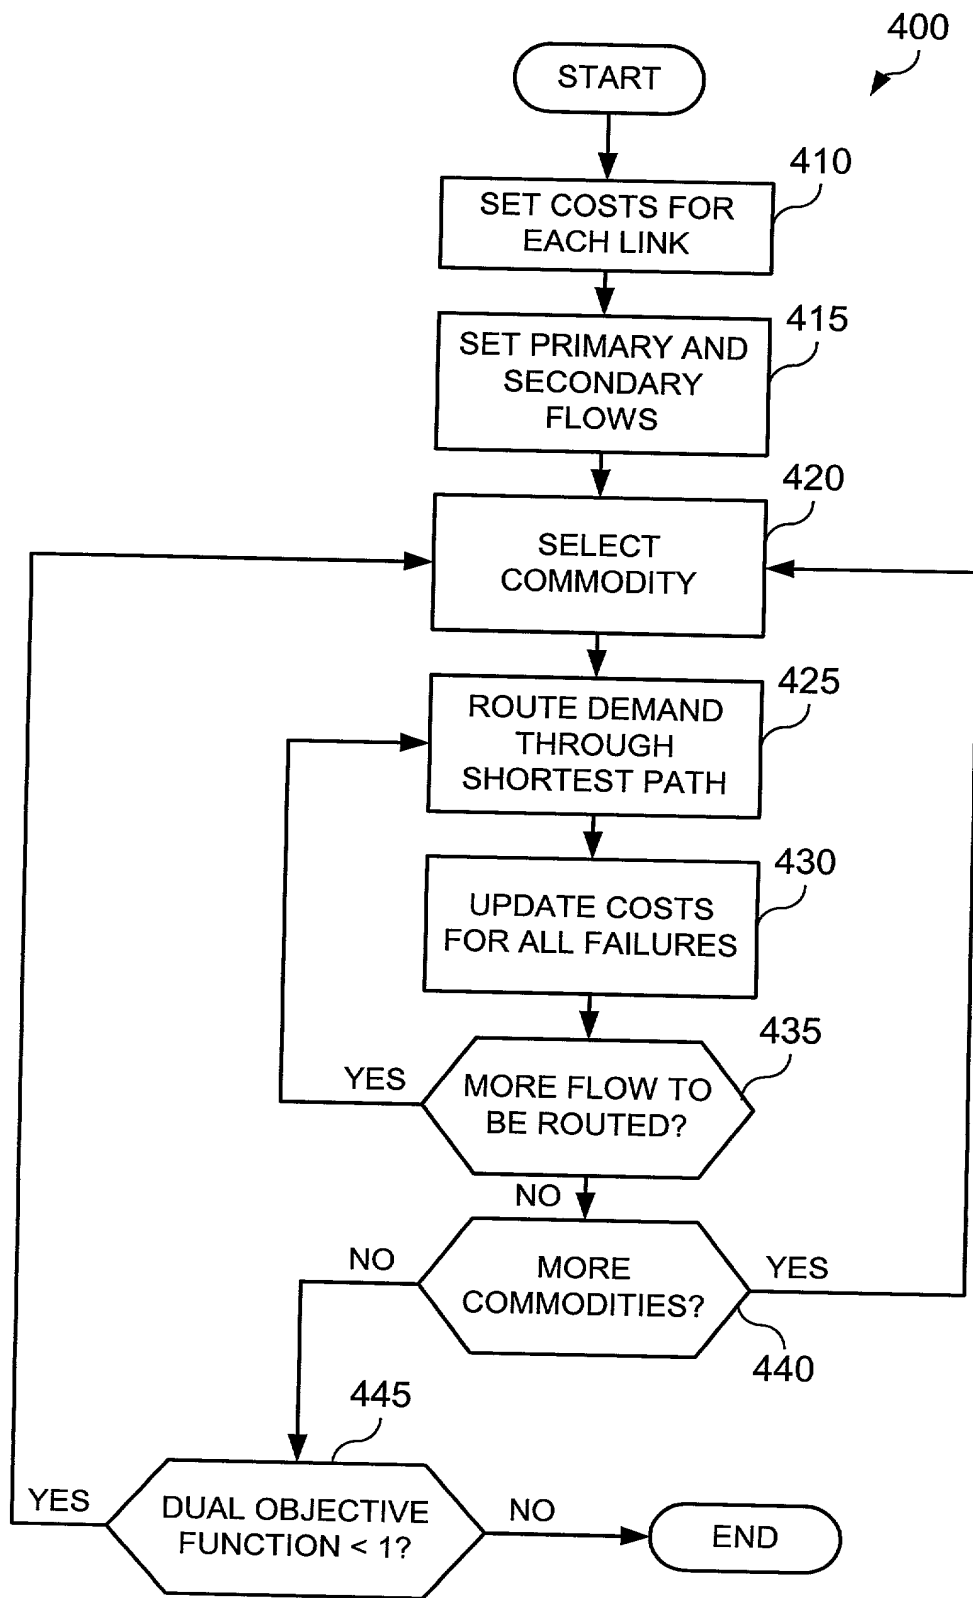 400
START
410
SET COSTS FOR
EACH LINK
415
SET PRIMARY AND
SECONDARY
FLOWS
420
SELECT
COMMODITY
425
ROUTE DEMAND
THROUGH
SHORTEST PATH
430
UPDATE COSTS
FOR ALL FAILURES
435
YES
MORE FLOW TO
BE ROUTED?
NO
NO
MORE
COMMODITIES?
YES
440
445
YES
DUAL OBJECTIVE
FUNCTION < 1?
NO
END